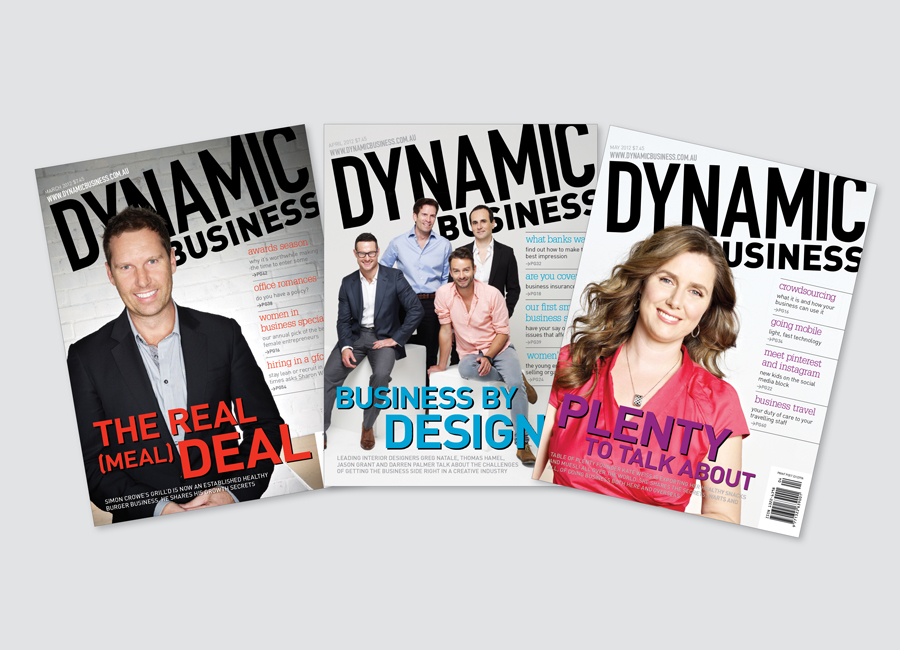 MARCH 2012 $7.45
WWW.DYNAMICBUSINESS.COM.AU
DYNAMIC
BUSINESS
awards season
why it's worthwhile making
the time to enter
office romances
do you have a policy?
women in
business special
our annual pick of the
female entrepreneurs
hiring in a gfc
stay lean or recruit
times asks Sharon
THE REAL
(MEAL) DEAL
SIMON CROWE'S GRILL'D IS NOW AN ESTABLISHED HEALTHY
BURGER BUSINESS. HE SHARES HIS GROWTH SECRETS
APRIL 2012 $7.45
WWW.DYNAMICBUSINESS.COM.AU
DYNAMIC
BUSINESS
what banks
find out how to make
best impression
are you
business insurance
our first
business
have your say
issues that
women
the young
selling
BUSINESS BY
DESIGN
LEADING INTERIOR DESIGNERS GREG NATALE, THOMAS HAMEL,
JASON GRANT AND DARREN PALMER TALK ABOUT THE CHALLENGES
OF GETTING THE BUSINESS SIDE RIGHT IN A CREATIVE INDUSTRY
MAY 2012 $7.45
WWW.DYNAMICBUSINESS.COM.AU
DYNAMIC
BUSINESS
crowdsourcing
what it is and how your
business can use it
going mobile
light, fast technology
meet pinterest
and instagram
new kids on the social
media block
business travel
your duty of care to your
travelling staff
PLENTY
TO TALK ABOUT
TABLE OF PLENTY